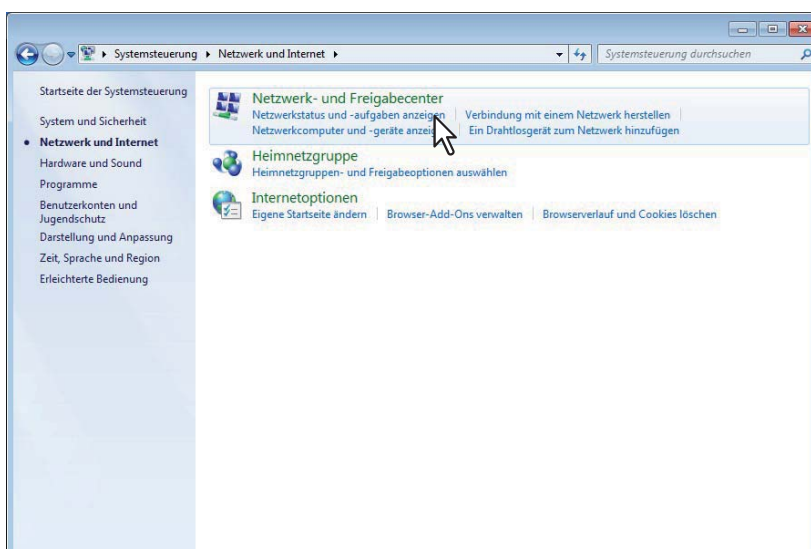 Systemsteuerung Netzwerk und Internet
Systemsteuerung durchsuchen
Startseite der Systemsteuerung
System und Sicherheit
Netzwerk und Internet
Hardware und Sound
Programme
Benutzerkonten und
Jugendschutz
Darstellung und Anpassung
Zeit, Sprache und Region
Erleichterte Bedienung
Netzwerk- und Freigabecenter
Netzwerkstatus und -aufgaben anzeigen Verbindung mit einem Netzwerk herstellen
Netzwerkcomputer und -geräte Ein Drahtlosgerät zum Netzwerk hinzufügen
Heimnetzgruppe
Heimnetzgruppen- und Freigabeoptionen auswählen
Internetoptionen
Eigene Startseite ändern Browser-Add-Ons verwalten Browserverlauf und Cookies löschen